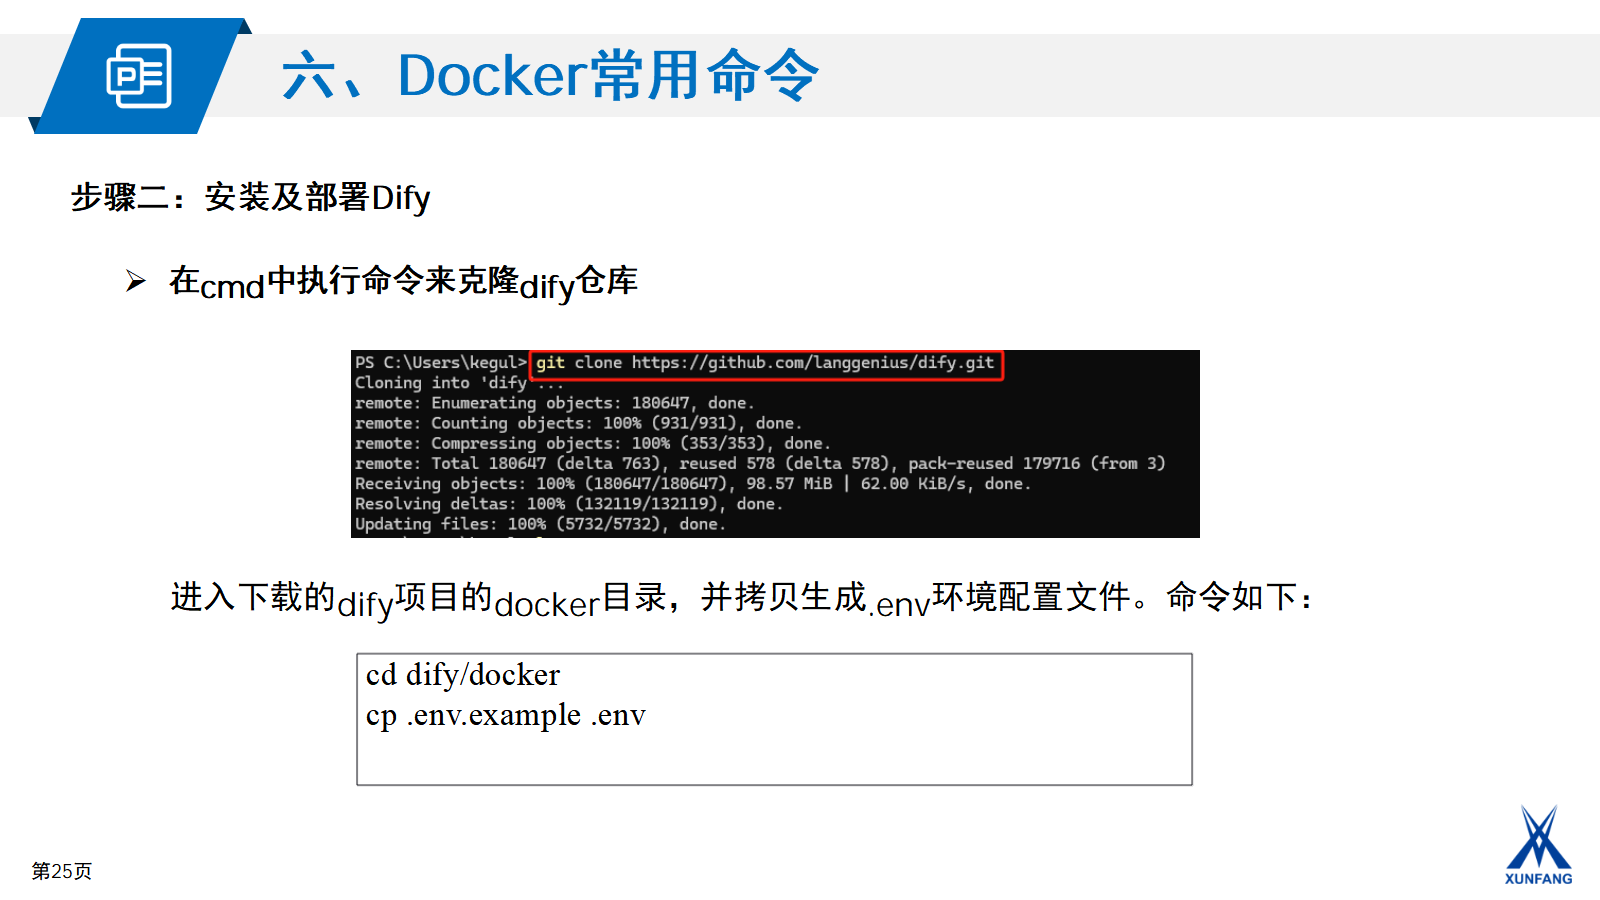 六、Docker常用命令
步骤二：安装及部署Dify
在cmd中执行命令来克隆dify仓库
PS C:\Users\kegul> git clone https://github.com/langgenius/dify.git
Cloning into 'dify'...
remote: Enumerating objects: 180647, done.
remote: Counting objects: 100% (931/931), done.
remote: Compressing objects: 100% (353/353), done.
remote: Total 180647 (delta 763), reused 578 (delta 578), pack-reused 179716 (from 3)
Receiving objects: 100% (180647/180647), 98.57 MiB | 62.00 KiB/s, done.
Resolving deltas: 100% (132119/132119), done.
Updating files: 100% (5732/5732), done.
进入下载的dify项目的docker目录，并拷贝生成.env环境配置文件。命令如下：
cd dify/docker
cp .env.example .env
第25页
XUNFANG